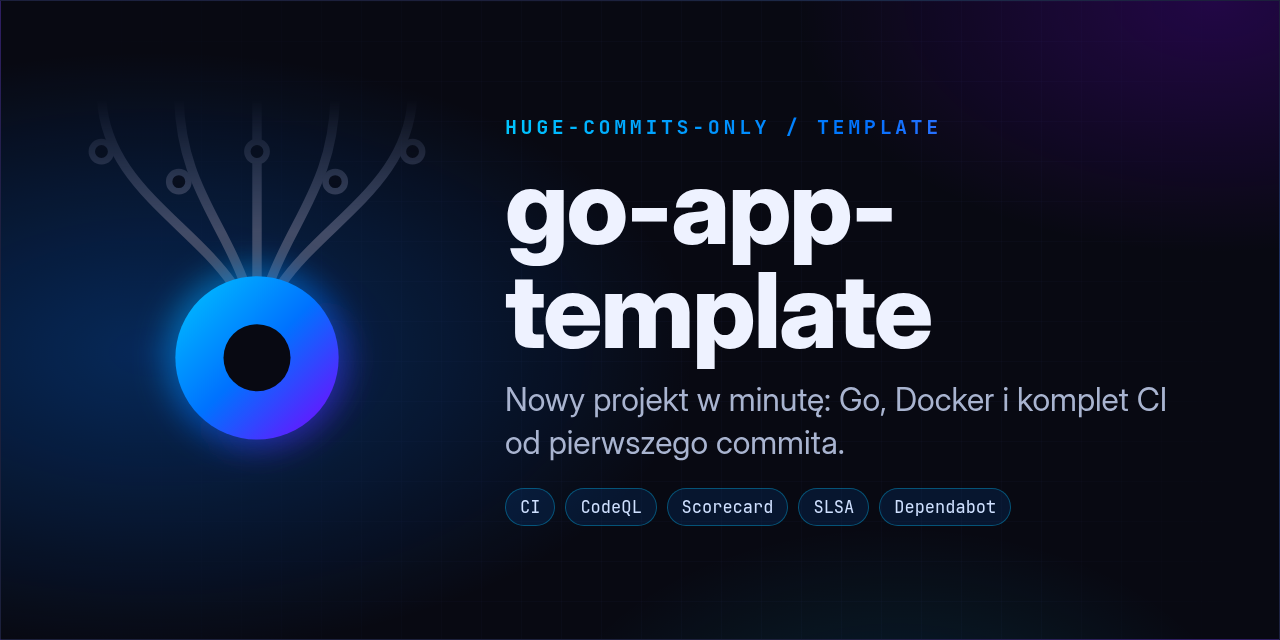 HUGE-COMMITS-ONLY / TEMPLATE
go-app-
template
Nowy projekt w minutę: Go, Docker i komplet CI
od pierwszego commita.
CI CodeQL Scorecard SLSA Dependabot